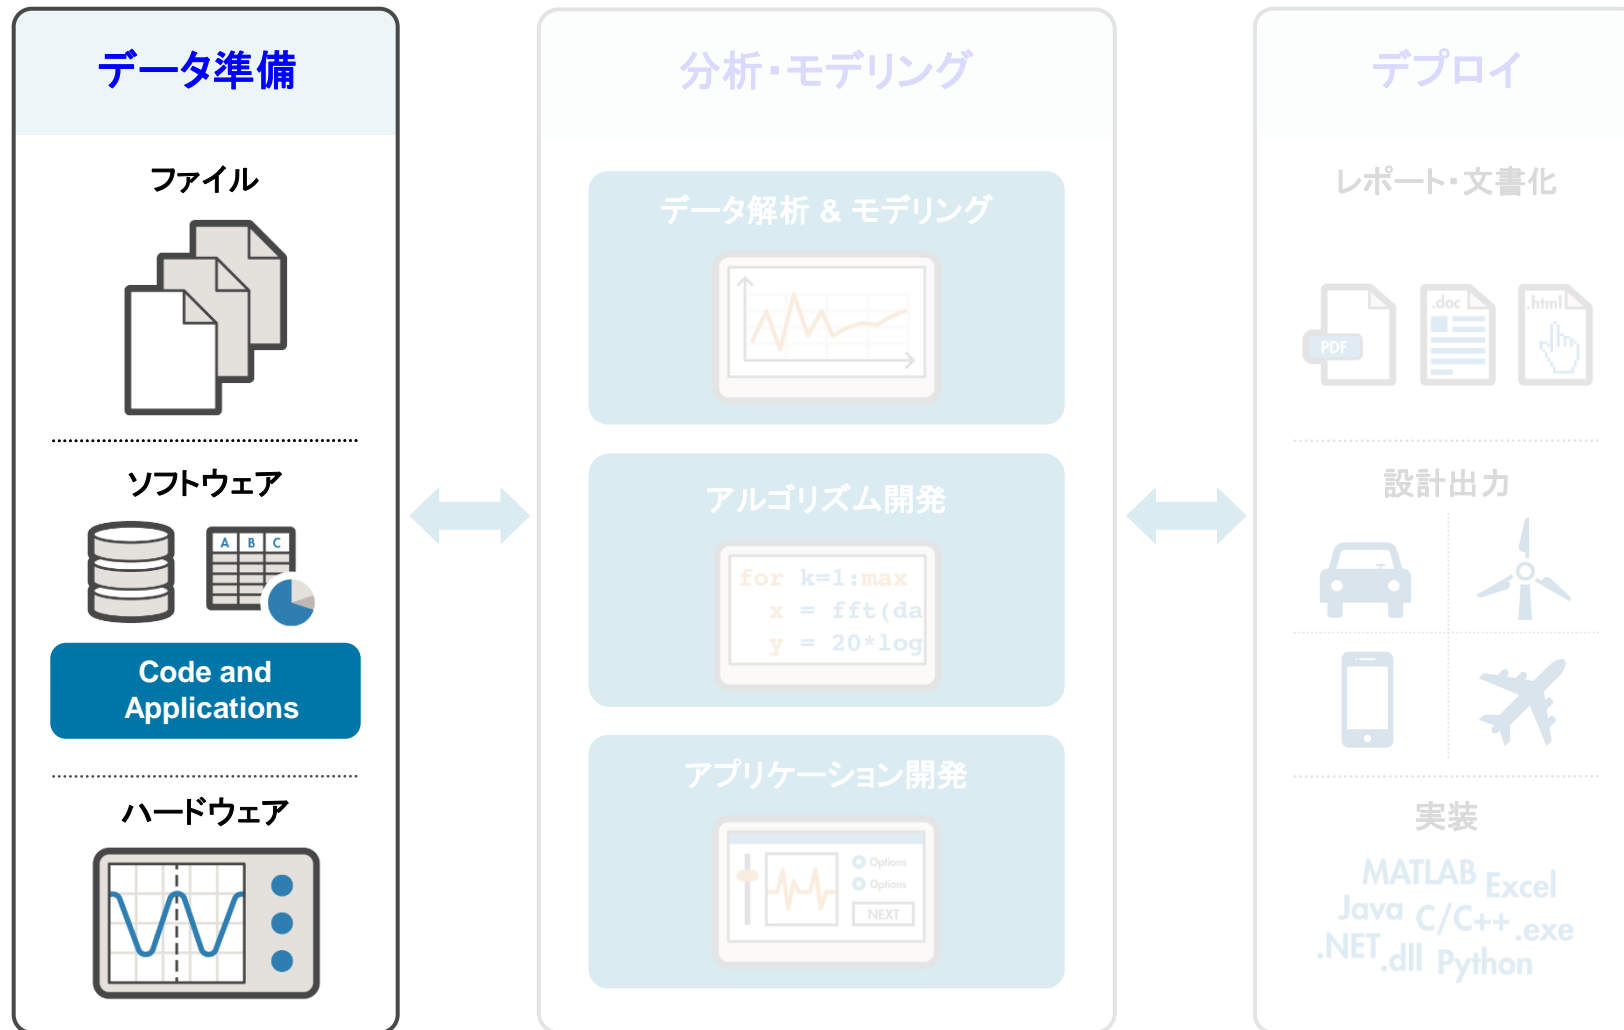 データ準備
ファイル
ソフトウェア
A B C
Code and
Applications
ハードウェア
分析・モデリング
データ解析 & モデリング
アルゴリズム開発
for k=1:max
x = fft(da
y = 20*log
アプリケーション開発
Options
Options
NEXT
デプロイ
レポート・文書化
PDF
.doc
.html
設計出力
実装
MATLAB Excel
Java C/C++ .exe
.NET .dll Python